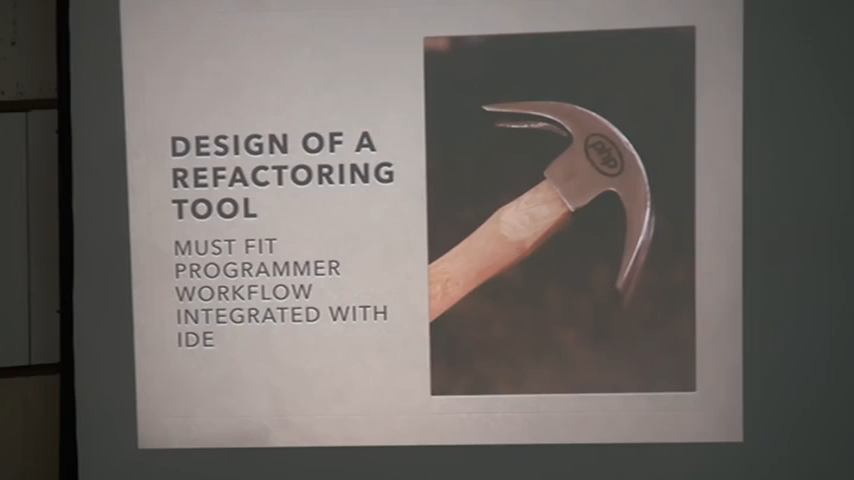 DESIGN OF A
REFACTORING
TOOL
MUST FIT
PROGRAMMER
WORKFLOW
INTEGRATED WITH
IDE
php